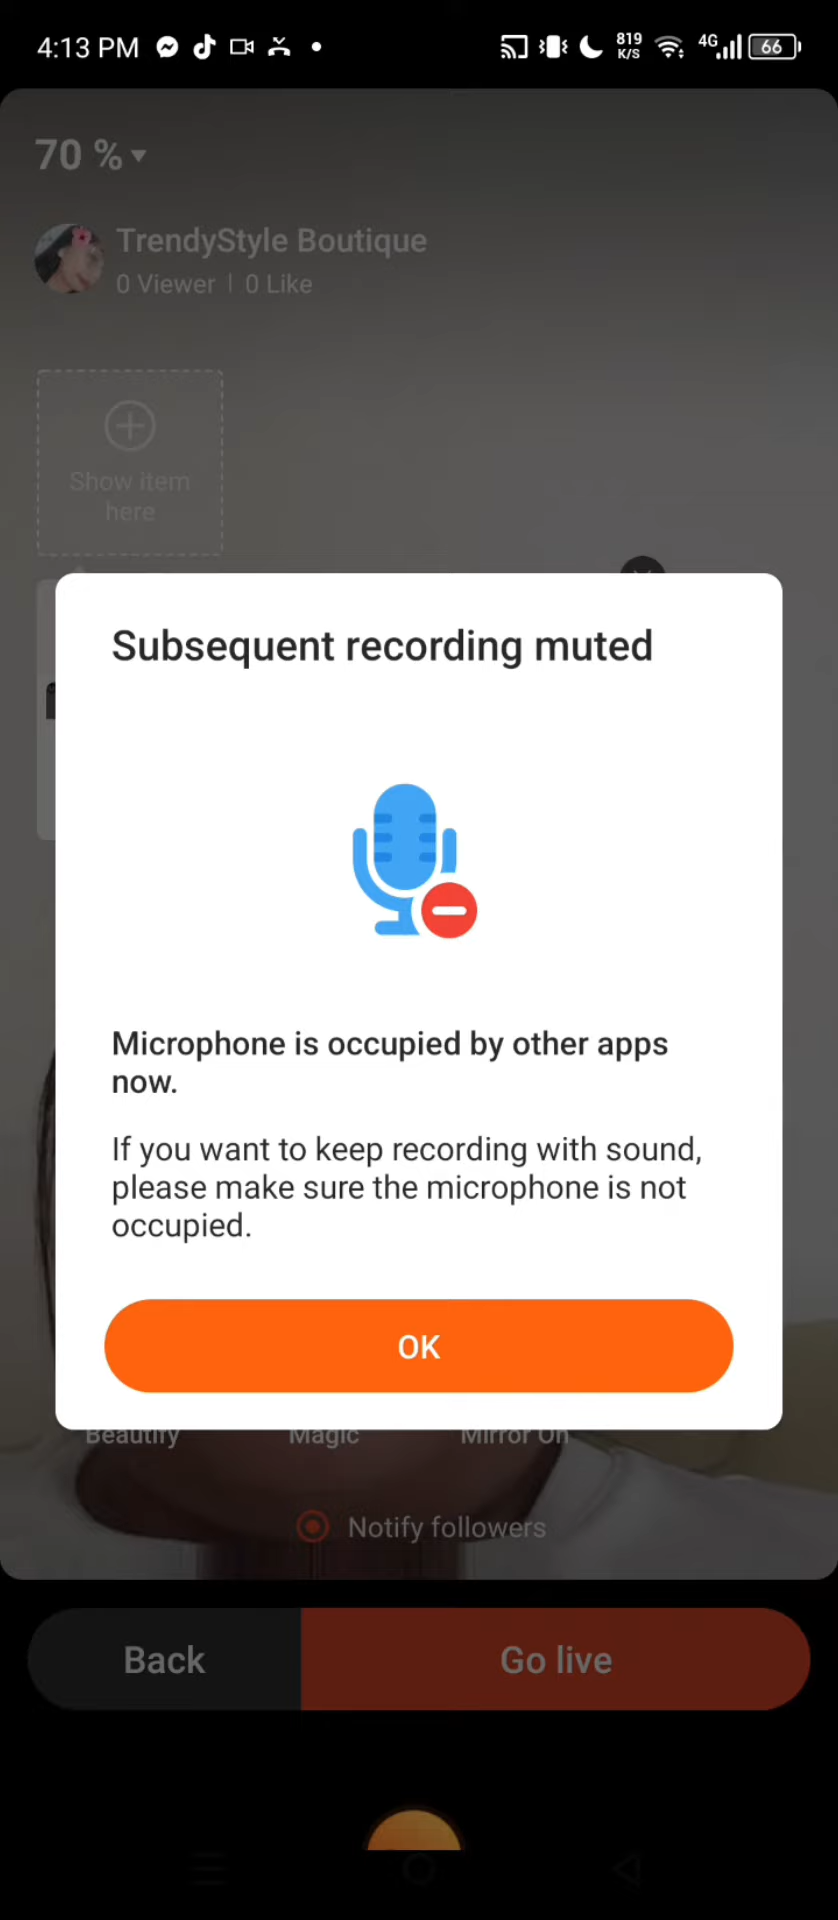 4:13 PM
819
K/S
4G
66
70 %
TrendyStyle Boutique
0 Viewer | 0 Like
Show item
here
Subsequent recording muted
Microphone is occupied by other apps
now.
If you want to keep recording with sound,
please make sure the microphone is not
occupied.
OK
Beautify
Magic
Mirror On
Notify followers
Back
Go live